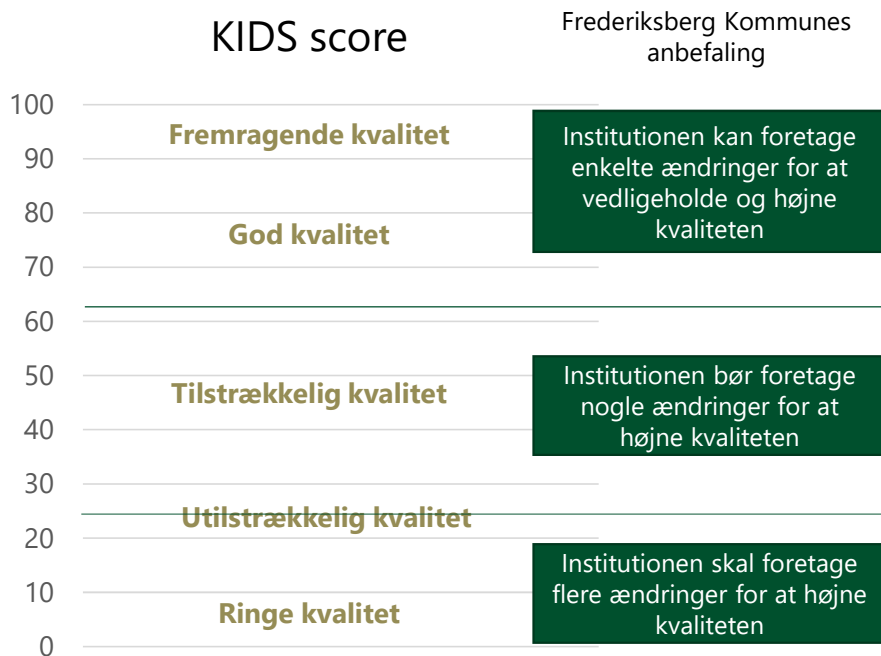 KIDS score
Frederiksberg Kommunes
anbefaling
100
Fremragende kvalitet
90
80
God kvalitet
70
60
50
Tilstrækkelig kvalitet
40
30
Utilstrækkelig kvalitet
20
10
Ringe kvalitet
0
Institutionen kan foretage
enkelte ændringer for at
vedligeholde og højne
kvaliteten
Institutionen bør foretage
nogle ændringer for at
højne kvaliteten
Institutionen skal foretage
flere ændringer for at højne
kvaliteten